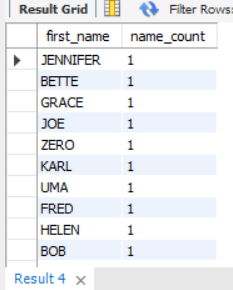 Result Grid Filter Rows:
first_name name_count
JENNIFER 1
BETTE 1
GRACE 1
JOE 1
ZERO 1
KARL 1
UMA 1
FRED 1
HELEN 1
BOB 1
Result 4 ×